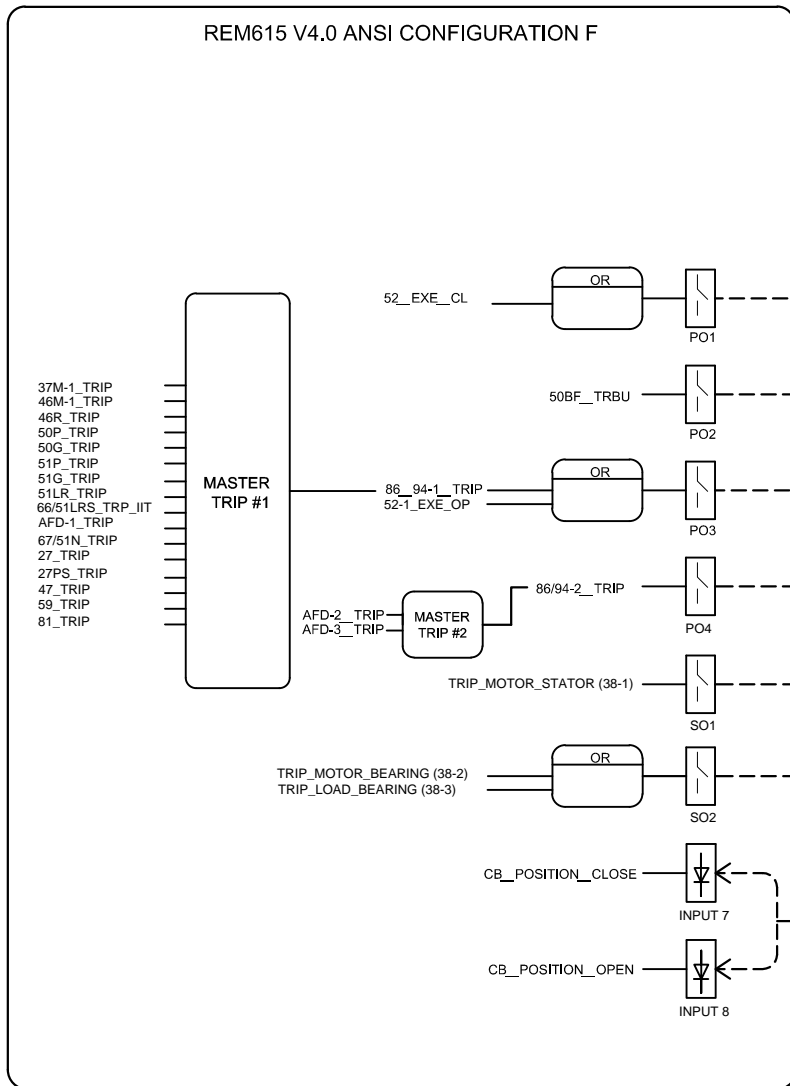 REM615 V4.0 ANSI CONFIGURATION F
OR
52__EXE__CL
PO1
50BF__TRBU
PO2
37M-1_TRIP
46M-1_TRIP
46R_TRIP
50P_TRIP
50G_TRIP
51P_TRIP
51G_TRIP
51LR_TRIP
66/51LRS_TRP_IIT
AFD-1_TRIP
67/51N_TRIP
27_TRIP
27PS_TRIP
47_TRIP
59_TRIP
81_TRIP
MASTER
TRIP #1
OR
86__94-1__TRIP
52-1_EXE_OP
PO3
86/94-2__TRIP
AFD-2__TRIP
AFD-3__TRIP
MASTER
TRIP #2
PO4
TRIP_MOTOR_STATOR (38-1)
SO1
OR
TRIP_MOTOR_BEARING (38-2)
TRIP_LOAD_BEARING (38-3)
SO2
CB__POSITION__CLOSE
INPUT 7
CB__POSITION__OPEN
INPUT 8